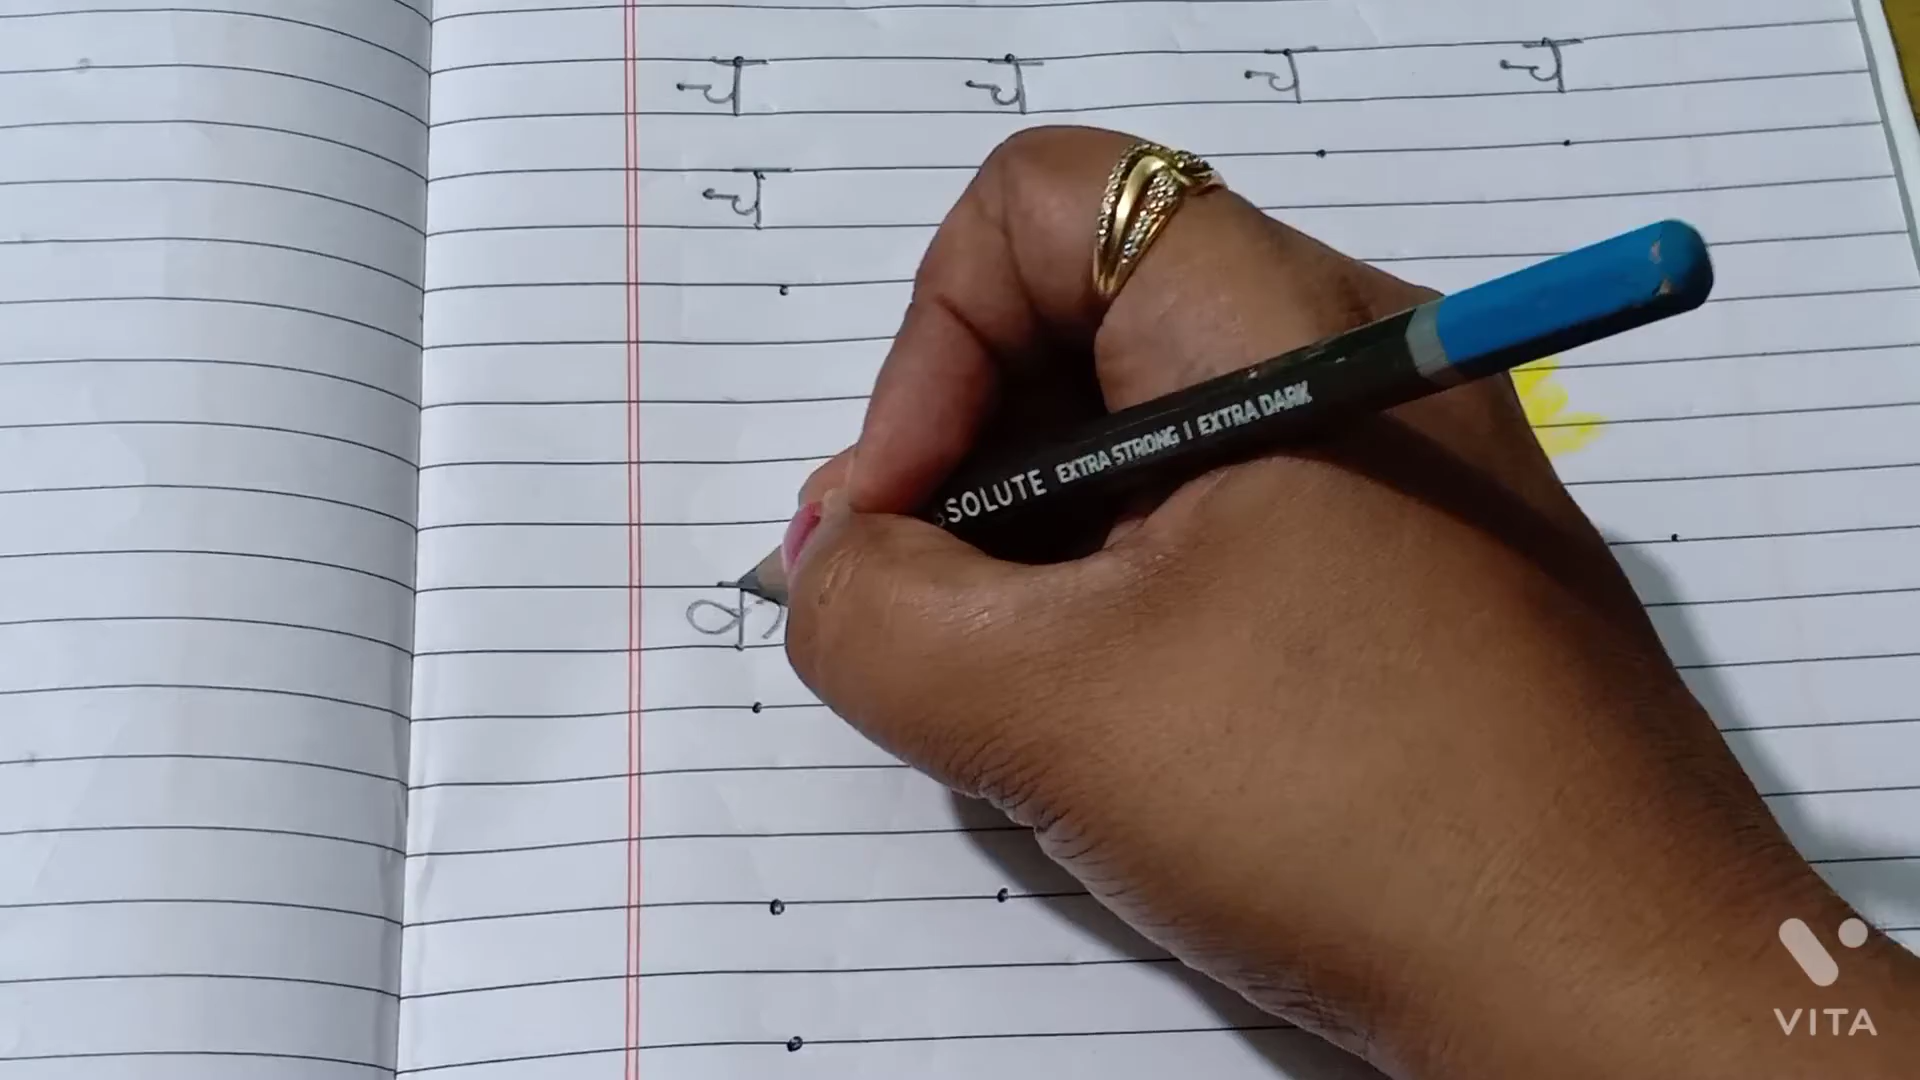 च च च च
च
SOLUTE EXTRA STRONG | EXTRA DARK
VITA